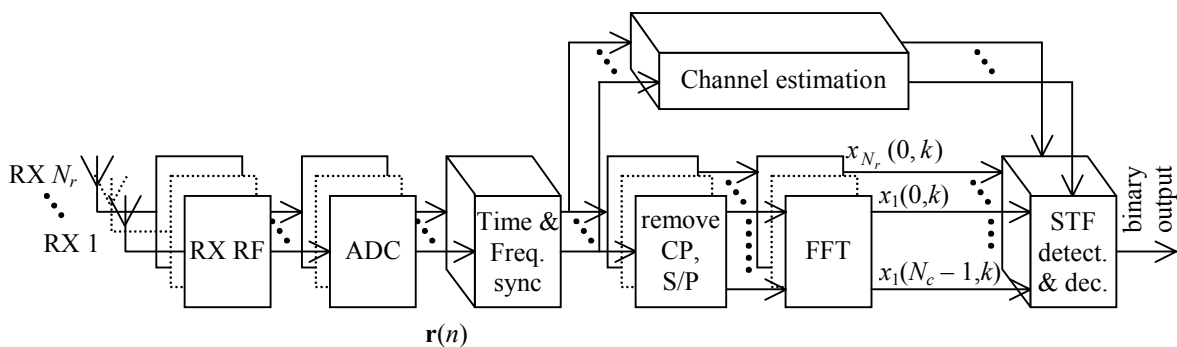 Channel estimation
RX N_r
RX 1
RX RF
ADC
Time &
Freq.
sync
remove
CP,
S/P
FFT
x_{N_r}(0,k)
x_1(0,k)
x_1(N_c − 1,k)
STF
detect.
& dec.
binary
output
r(n)